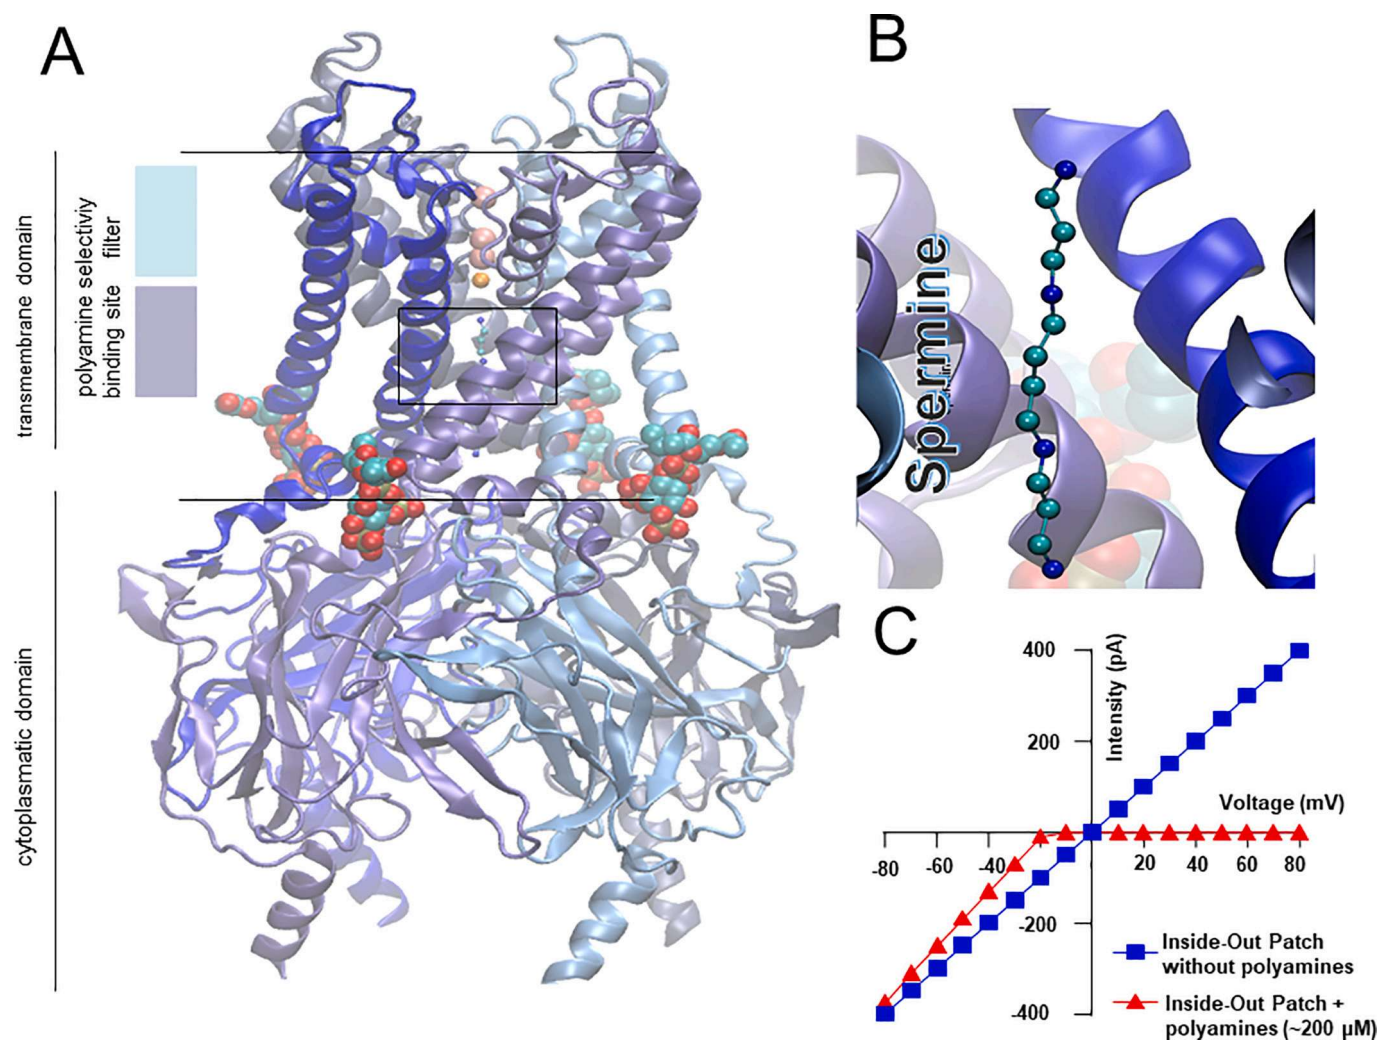 A
transmembrane domain
polyamine selectiviy
filter
binding site
cytoplasmatic domain
B
Spermine
C
400
200
-200
-400
Intensity (pA)
Voltage (mV)
-80
-60
-40
20
40
60
80
Inside-Out Patch
without polyamines
Inside-Out Patch +
polyamines (~200 µM)